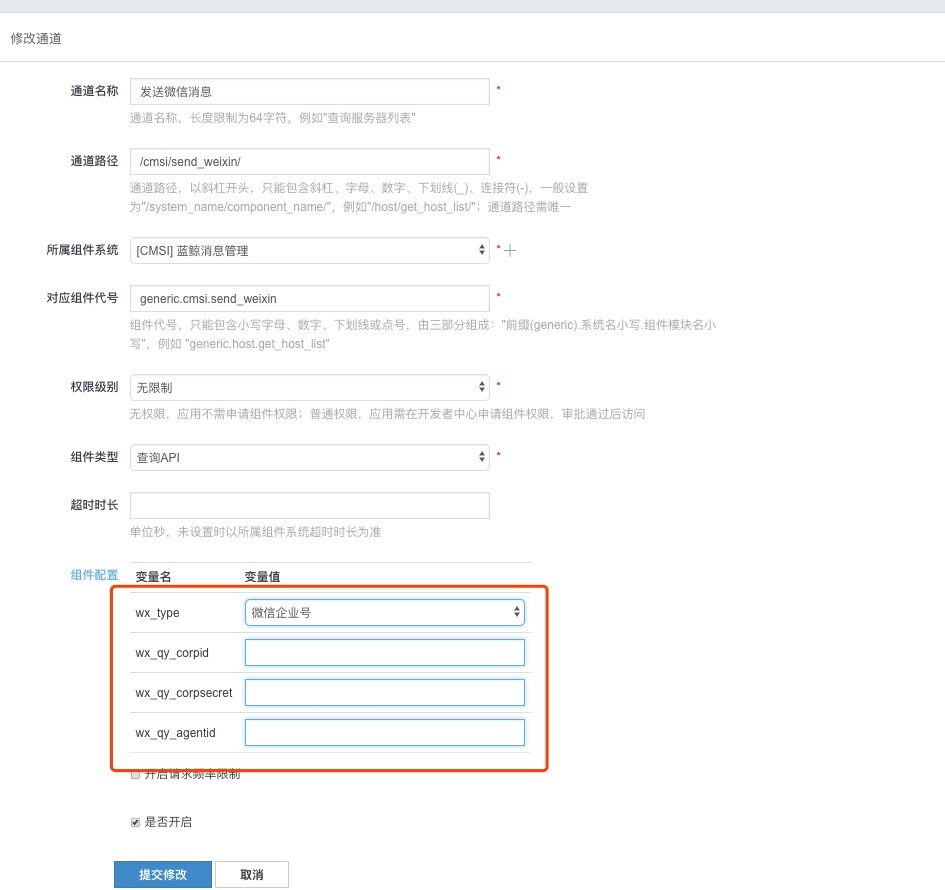 修改通道
通道名称 发送微信消息 *
通道名称，长度限制为64字符，例如"查询服务器列表"
通道路径 /cmsi/send_weixin/ *
通道路径，以斜杠开头，只能包含斜杠、字母、数字、下划线(_)、连接符(-)，一般设置
为"/system_name/component_name/"，例如"/host/get_host_list/"；通道路径需唯一
所属组件系统 [CMSI] 蓝鲸消息管理 *
对应组件代号 generic.cmsi.send_weixin *
组件代号，只能包含小写字母、数字、下划线或点号，由三部分组成："前缀(generic).系统名小写.组件模块名小
写"，例如 "generic.host.get_host_list"
权限级别 无限制 *
无权限，应用不需申请组件权限；普通权限，应用需在开发者中心申请组件权限，审批通过后访问
组件类型 查询API *
超时时长
单位秒，未设置时以所属组件系统超时时长为准
组件配置 变量名 变量值
wx_type 微信企业号
wx_qy_corpid
wx_qy_corpsecret
wx_qy_agentid
开启请求频率限制
是否开启
提交修改 取消